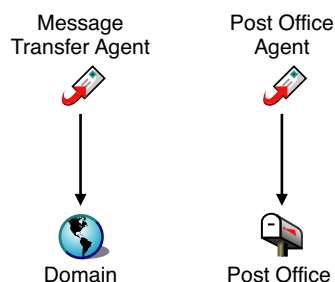 Message
Transfer Agent
Post Office
Agent
Domain
Post Office